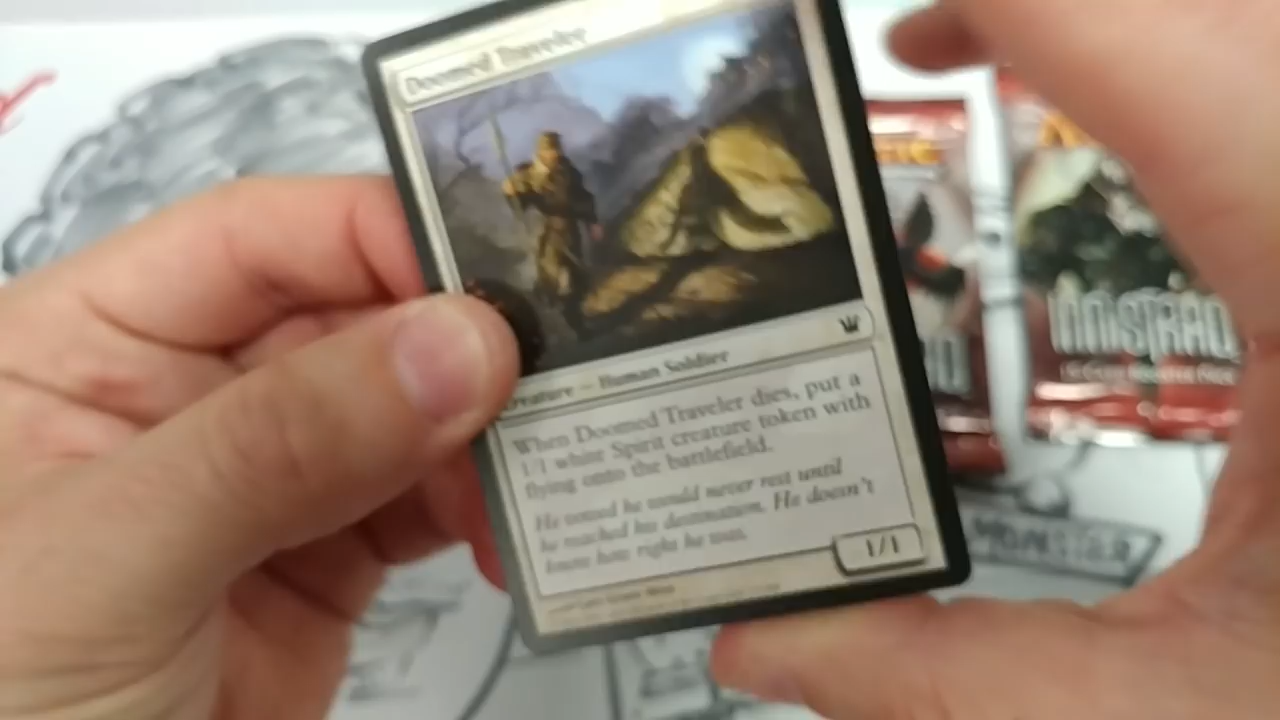 Doomed Traveler
Creature – Human Soldier
When Doomed Traveler dies, put a
1/1 white Spirit creature token with
flying onto the battlefield.
He vowed he would never rest until
he reached his destination. He doesn't
know how right he was.
1/1
INNISTRAD
MONSTER